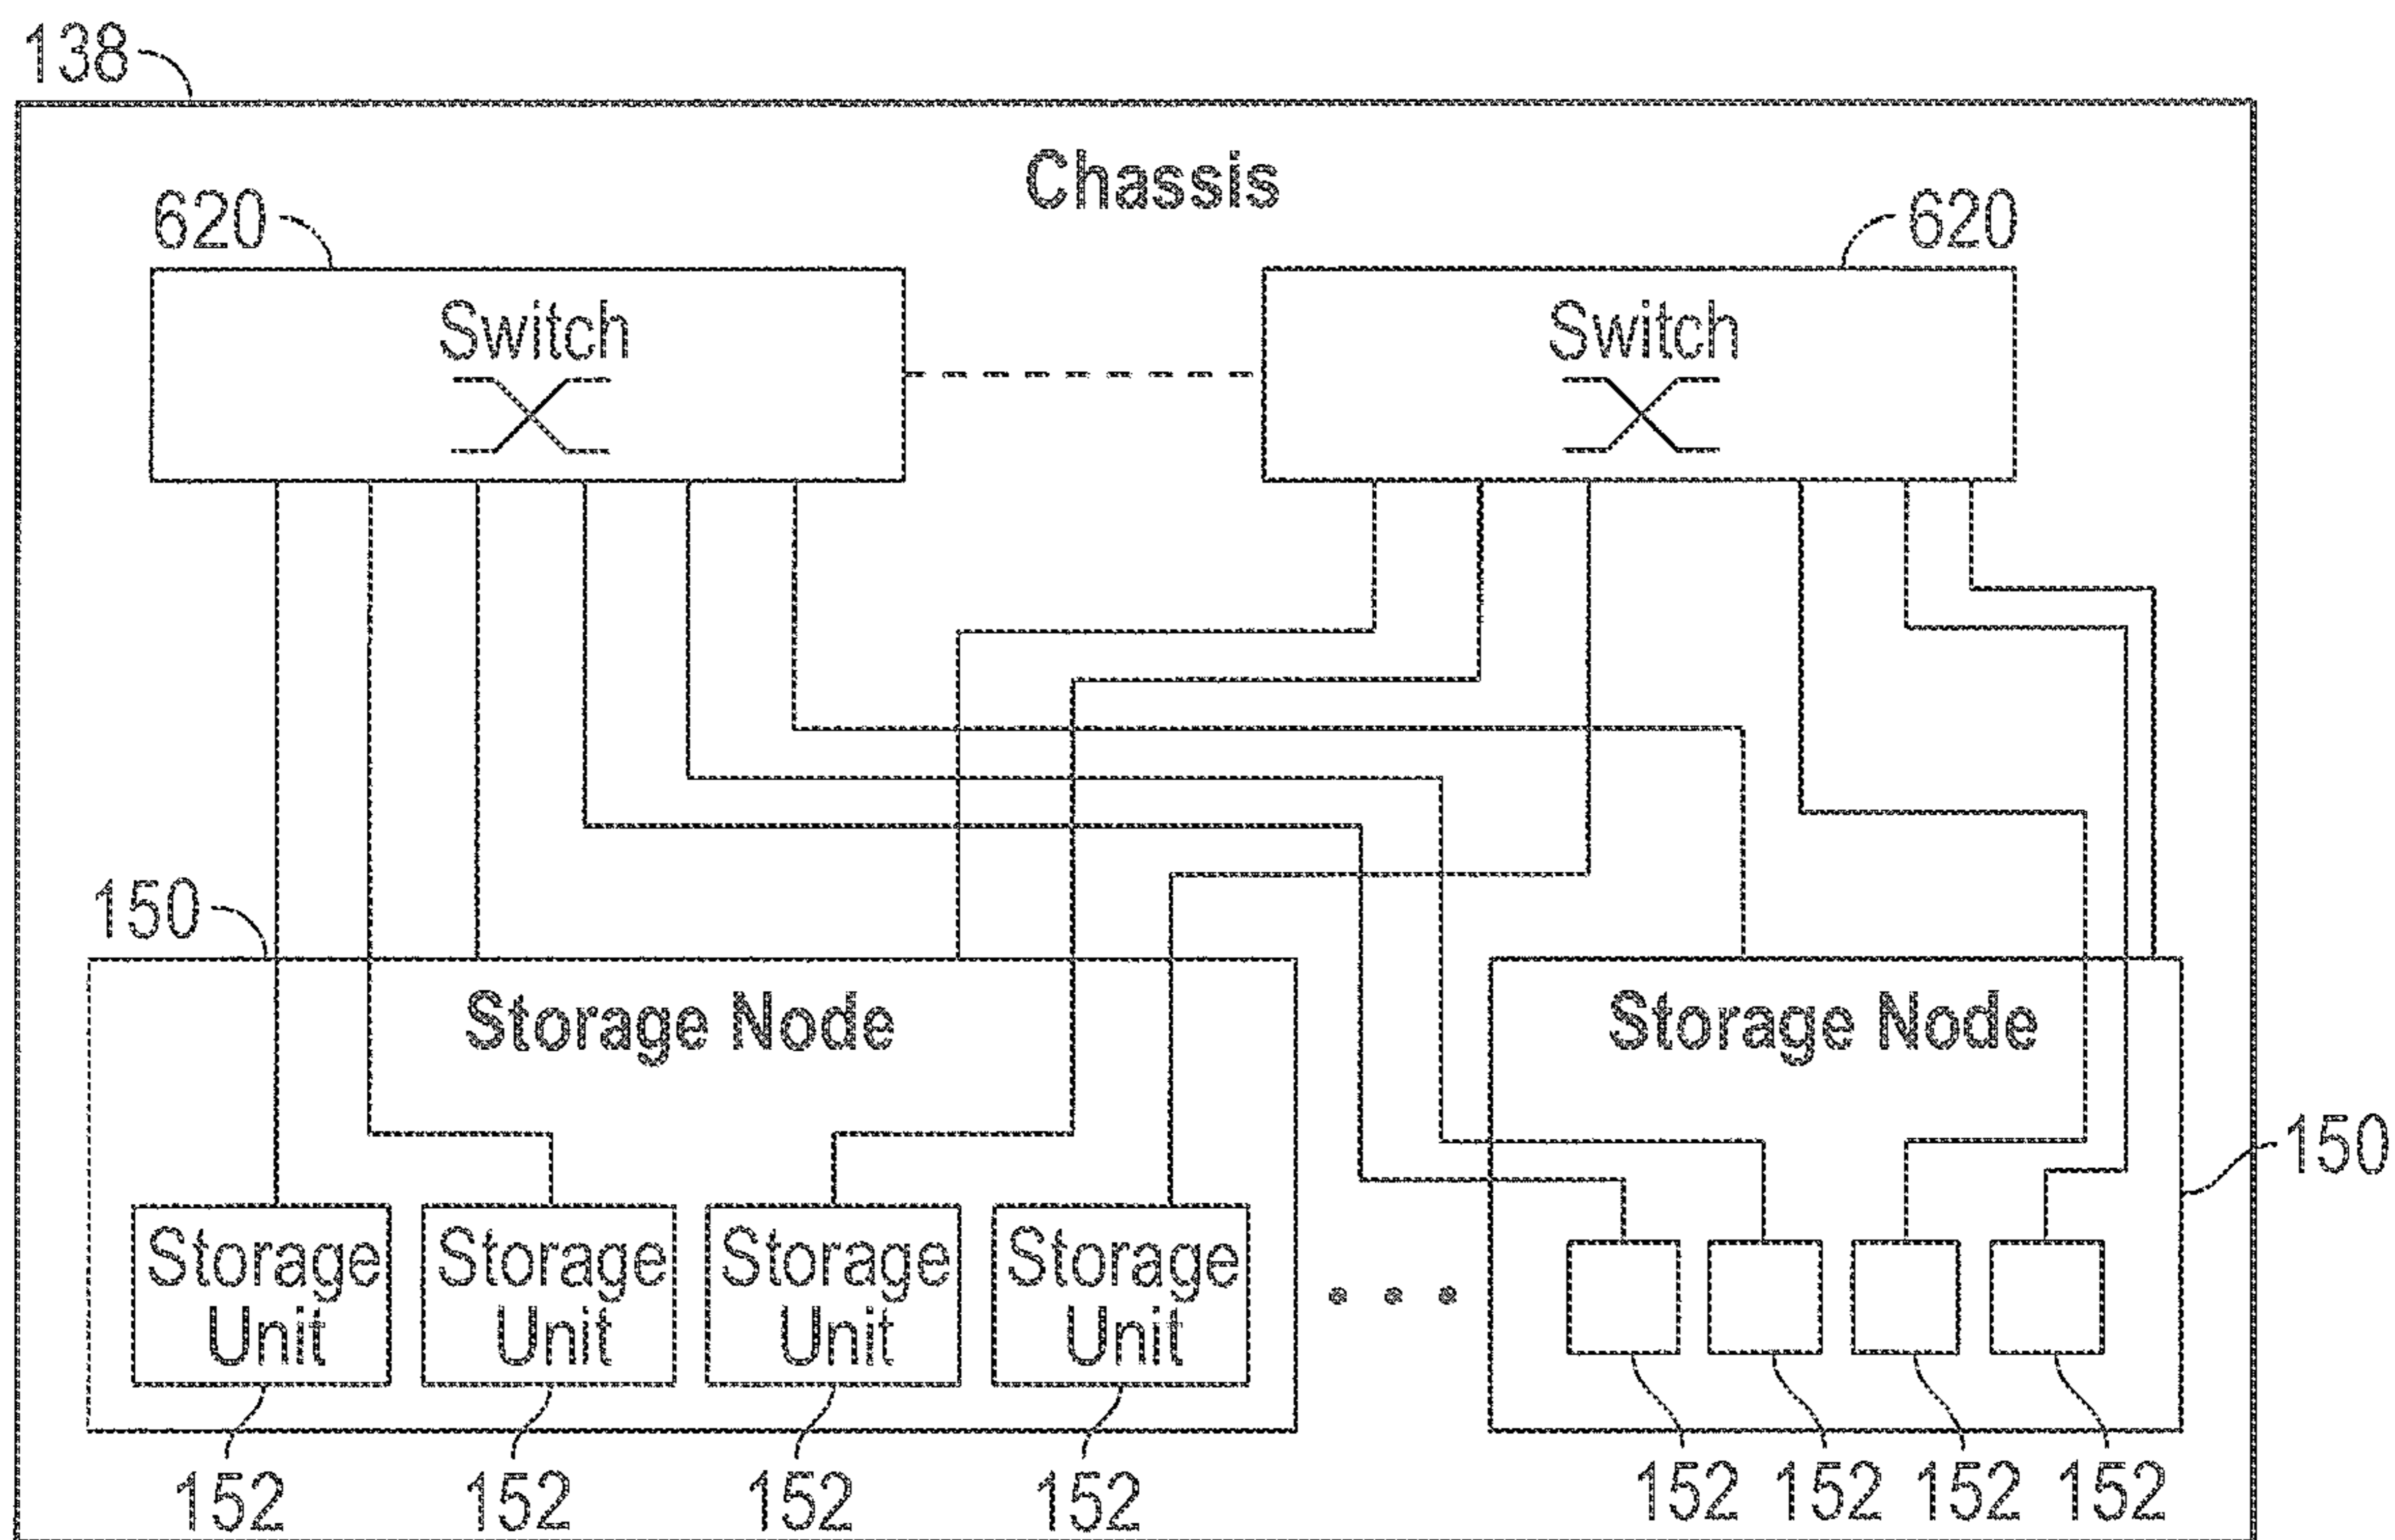 138
Chassis
620
620
Switch
Switch
150
Storage Node
Storage Node
150
Storage
Unit
Storage
Unit
Storage
Unit
Storage
Unit
152
152
152
152
152
152
152
152